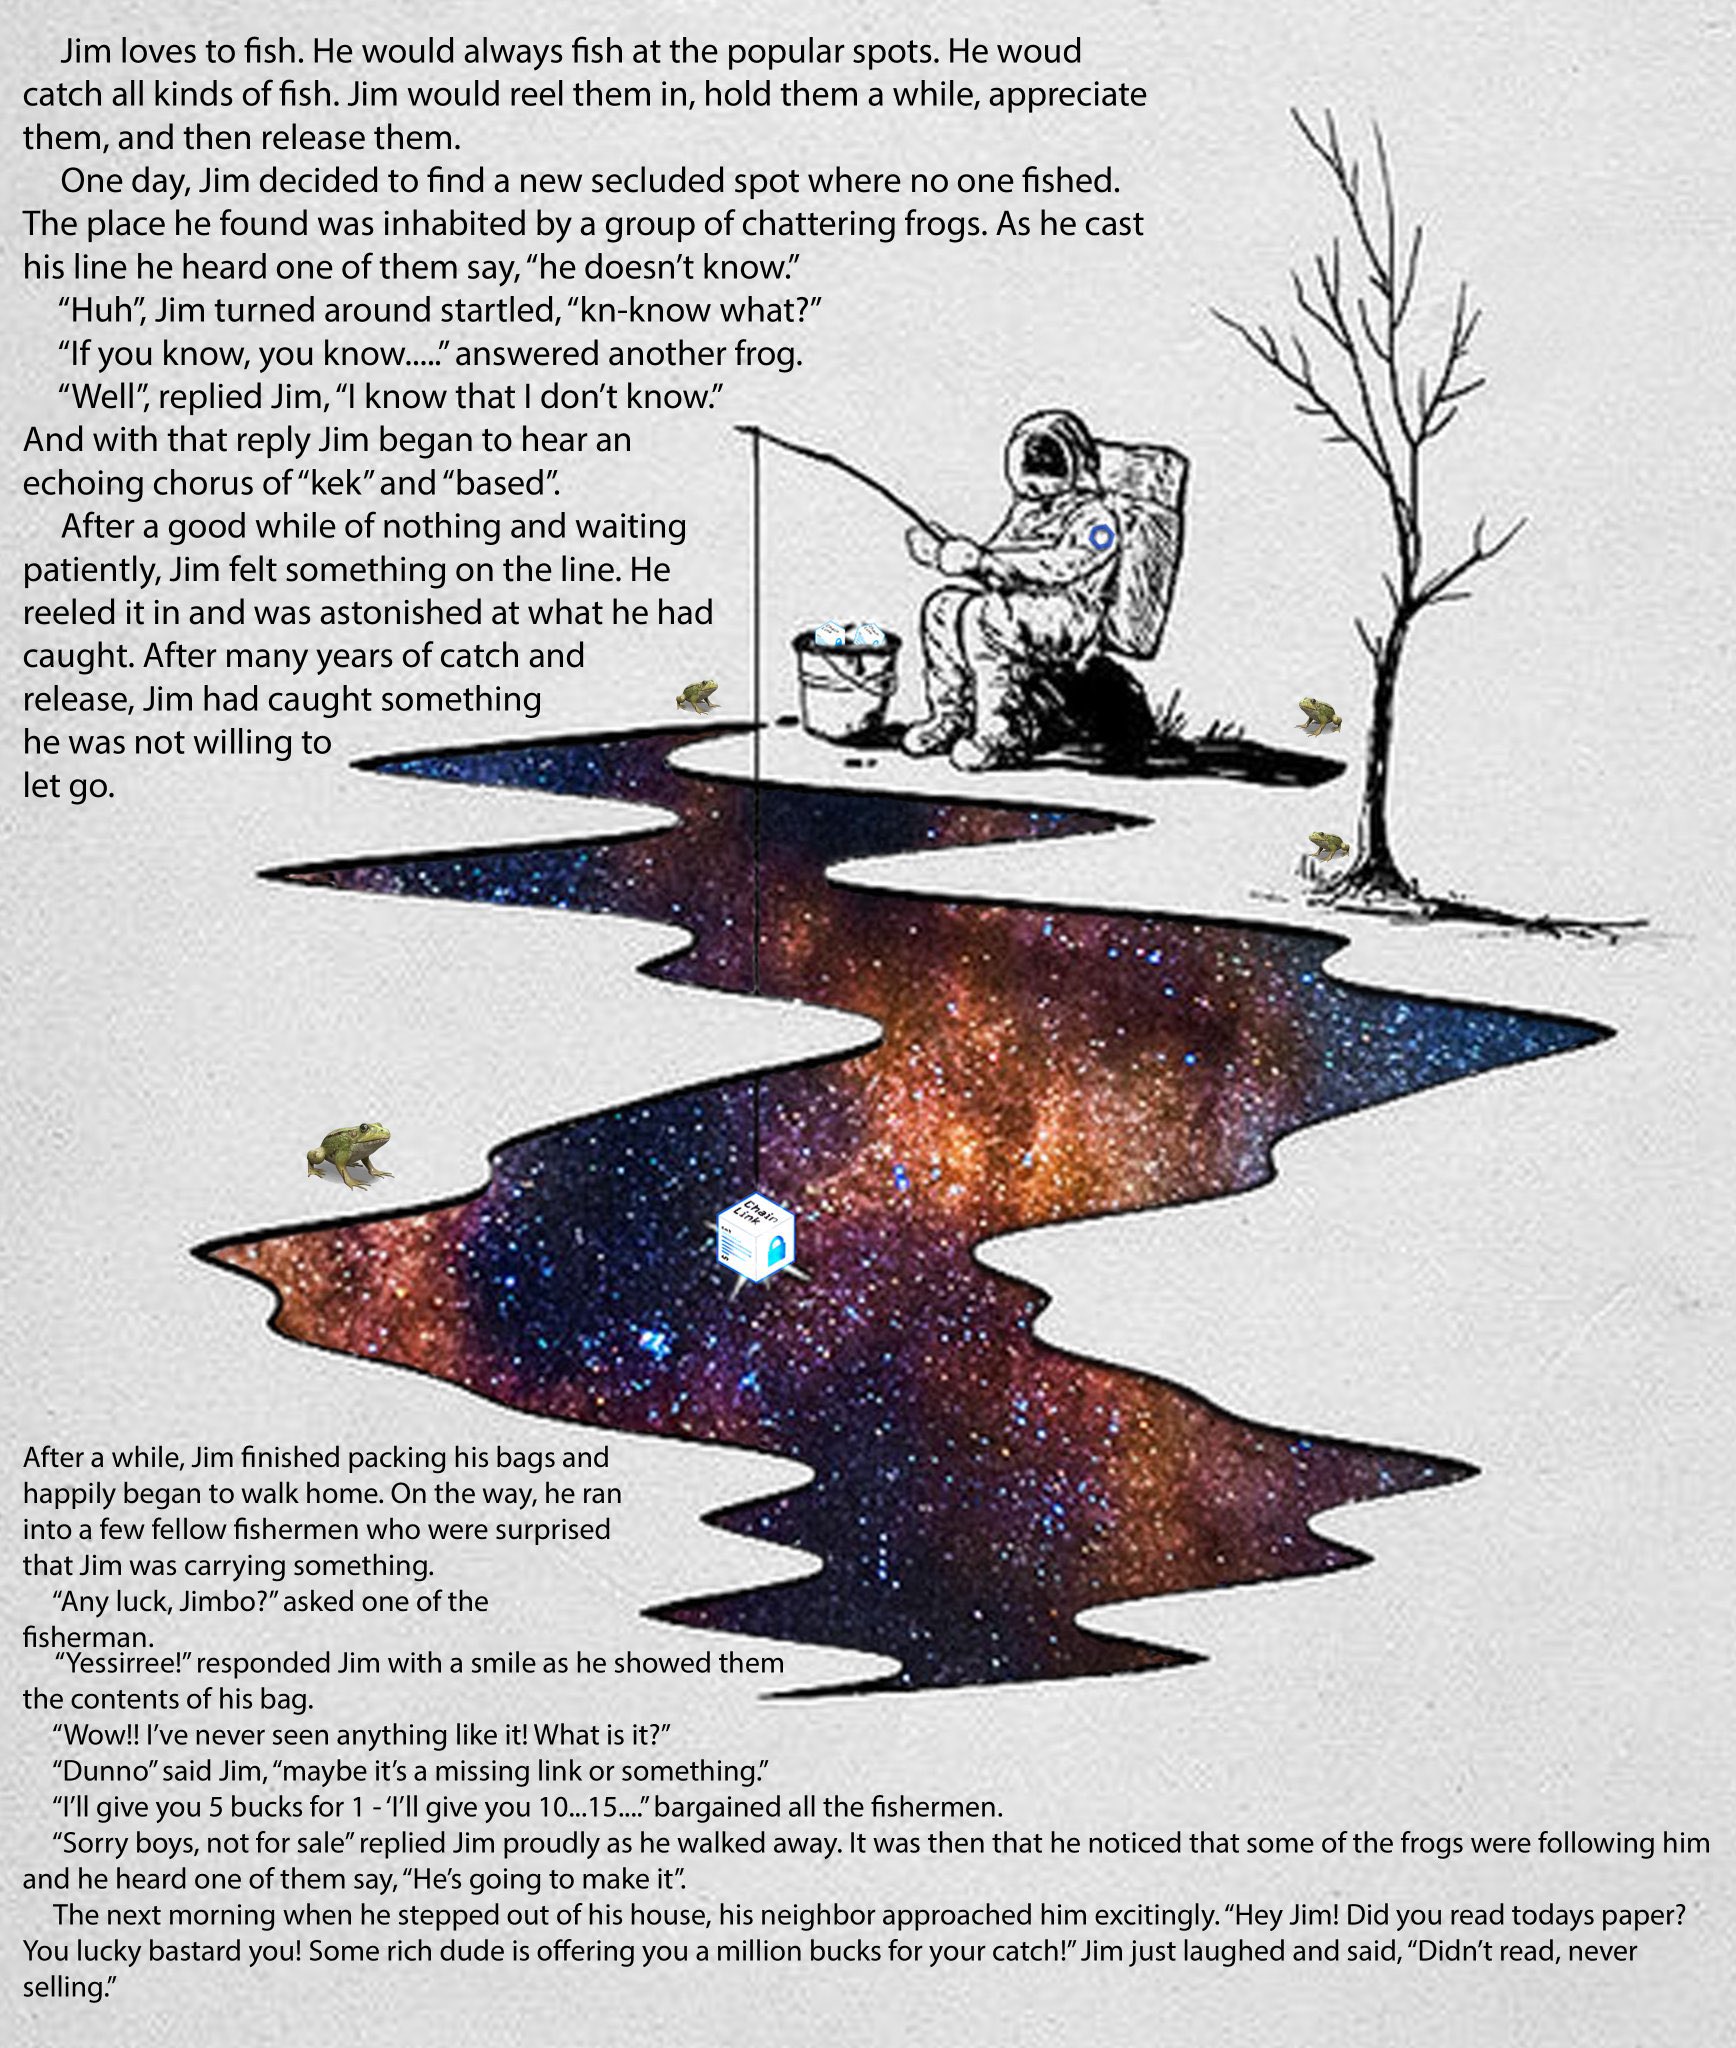 Jim loves to fish. He would always fish at the popular spots. He woud
catch all kinds of fish. Jim would reel them in, hold them a while, appreciate
them, and then release them.
One day, Jim decided to find a new secluded spot where no one fished.
The place he found was inhabited by a group of chattering frogs. As he cast
his line he heard one of them say, “he doesn’t know.”
“Huh”, Jim turned around startled, “kn-know what?”
“If you know, you know.....” answered another frog.
“Well”, replied Jim, “I know that I don’t know.”
And with that reply Jim began to hear an
echoing chorus of “kek” and “based”.
After a good while of nothing and waiting
patiently, Jim felt something on the line. He
reeled it in and was astonished at what he had
caught. After many years of catch and
release, Jim had caught something
he was not willing to
let go.
Chain
Link
After a while, Jim finished packing his bags and
happily began to walk home. On the way, he ran
into a few fellow fishermen who were surprised
that Jim was carrying something.
“Any luck, Jimbo?” asked one of the
fisherman.
“Yessirree!” responded Jim with a smile as he showed them
the contents of his bag.
“Wow!! I’ve never seen anything like it! What is it?”
“Dunno” said Jim, “maybe it’s a missing link or something.”
“I’ll give you 5 bucks for 1 - ‘I’ll give you 10...15....” bargained all the fishermen.
“Sorry boys, not for sale” replied Jim proudly as he walked away. It was then that he noticed that some of the frogs were following him
and he heard one of them say, “He’s going to make it”.
The next morning when he stepped out of his house, his neighbor approached him excitingly. “Hey Jim! Did you read todays paper?
You lucky bastard you! Some rich dude is offering you a million bucks for your catch!” Jim just laughed and said, “Didn’t read, never
selling.”